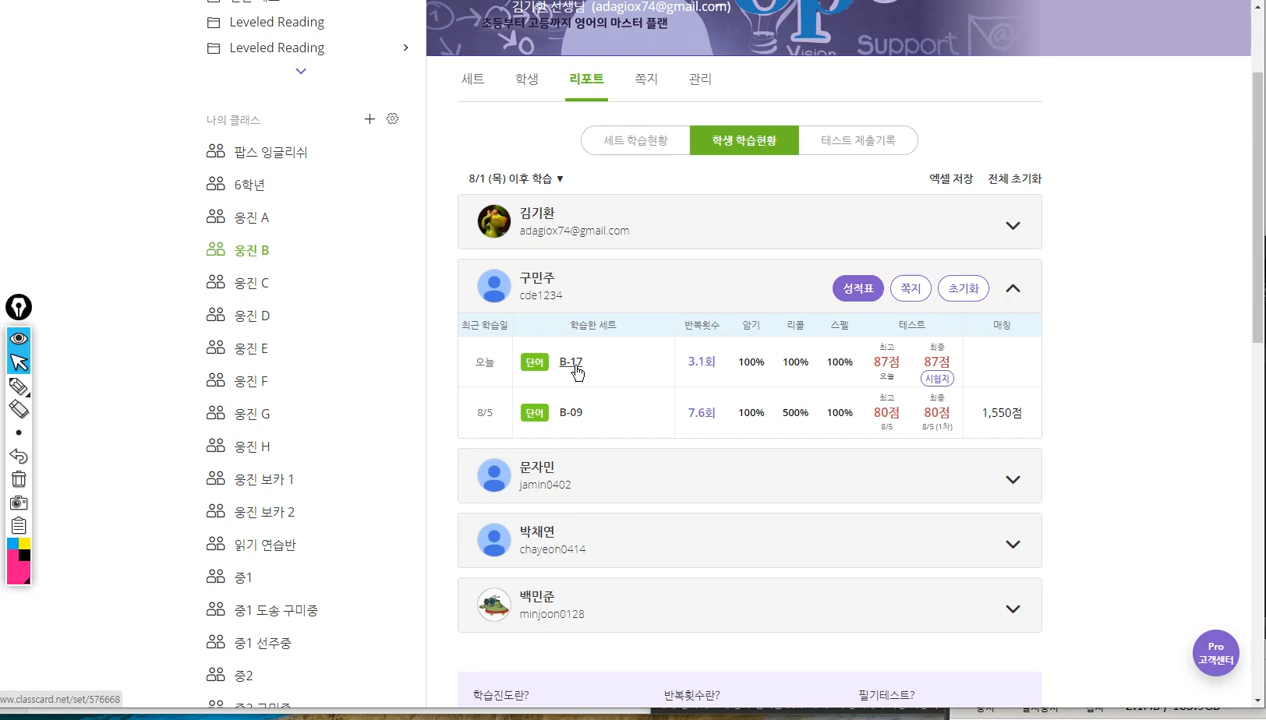 Leveled Reading
Leveled Reading
나의 클래스
팝스 잉글리쉬
6학년
웅진 A
웅진 B
웅진 C
웅진 D
웅진 E
웅진 F
웅진 G
웅진 H
웅진 보카 1
웅진 보카 2
읽기 연습반
중1
중1 도송 구미중
중1 선주중
중2
김기환 선생님 (adagiox74@gmail.com)
초등부터 고등까지 영어의 마스터 플랜
Vision
Support
세트 학생 리포트 쪽지 관리
세트 학습현황 학생 학습현황 테스트 제출기록
8/1 (목) 이후 학습 ▼ 엑셀 저장 전체 초기화
김기환
adagiox74@gmail.com
구민주
cde1234
성적표 쪽지 초기화
최근 학습일 학습한 세트 반복횟수 암기 리콜 스펠 테스트 매칭
오늘 단어 B-17 3.1회 100% 100% 100% 최고 87점 오늘 최종 87점 시험지
8/5 단어 B-09 7.6회 100% 500% 100% 최고 80점 8/5 최종 80점 8/5 (1차) 1,550점
문자민
jamin0402
박채연
chayeon0414
백민준
minjoon0128
Pro
고객센터
학습진도란? 반복횟수란? 필기테스트?
ww.classcard.net/set/576668